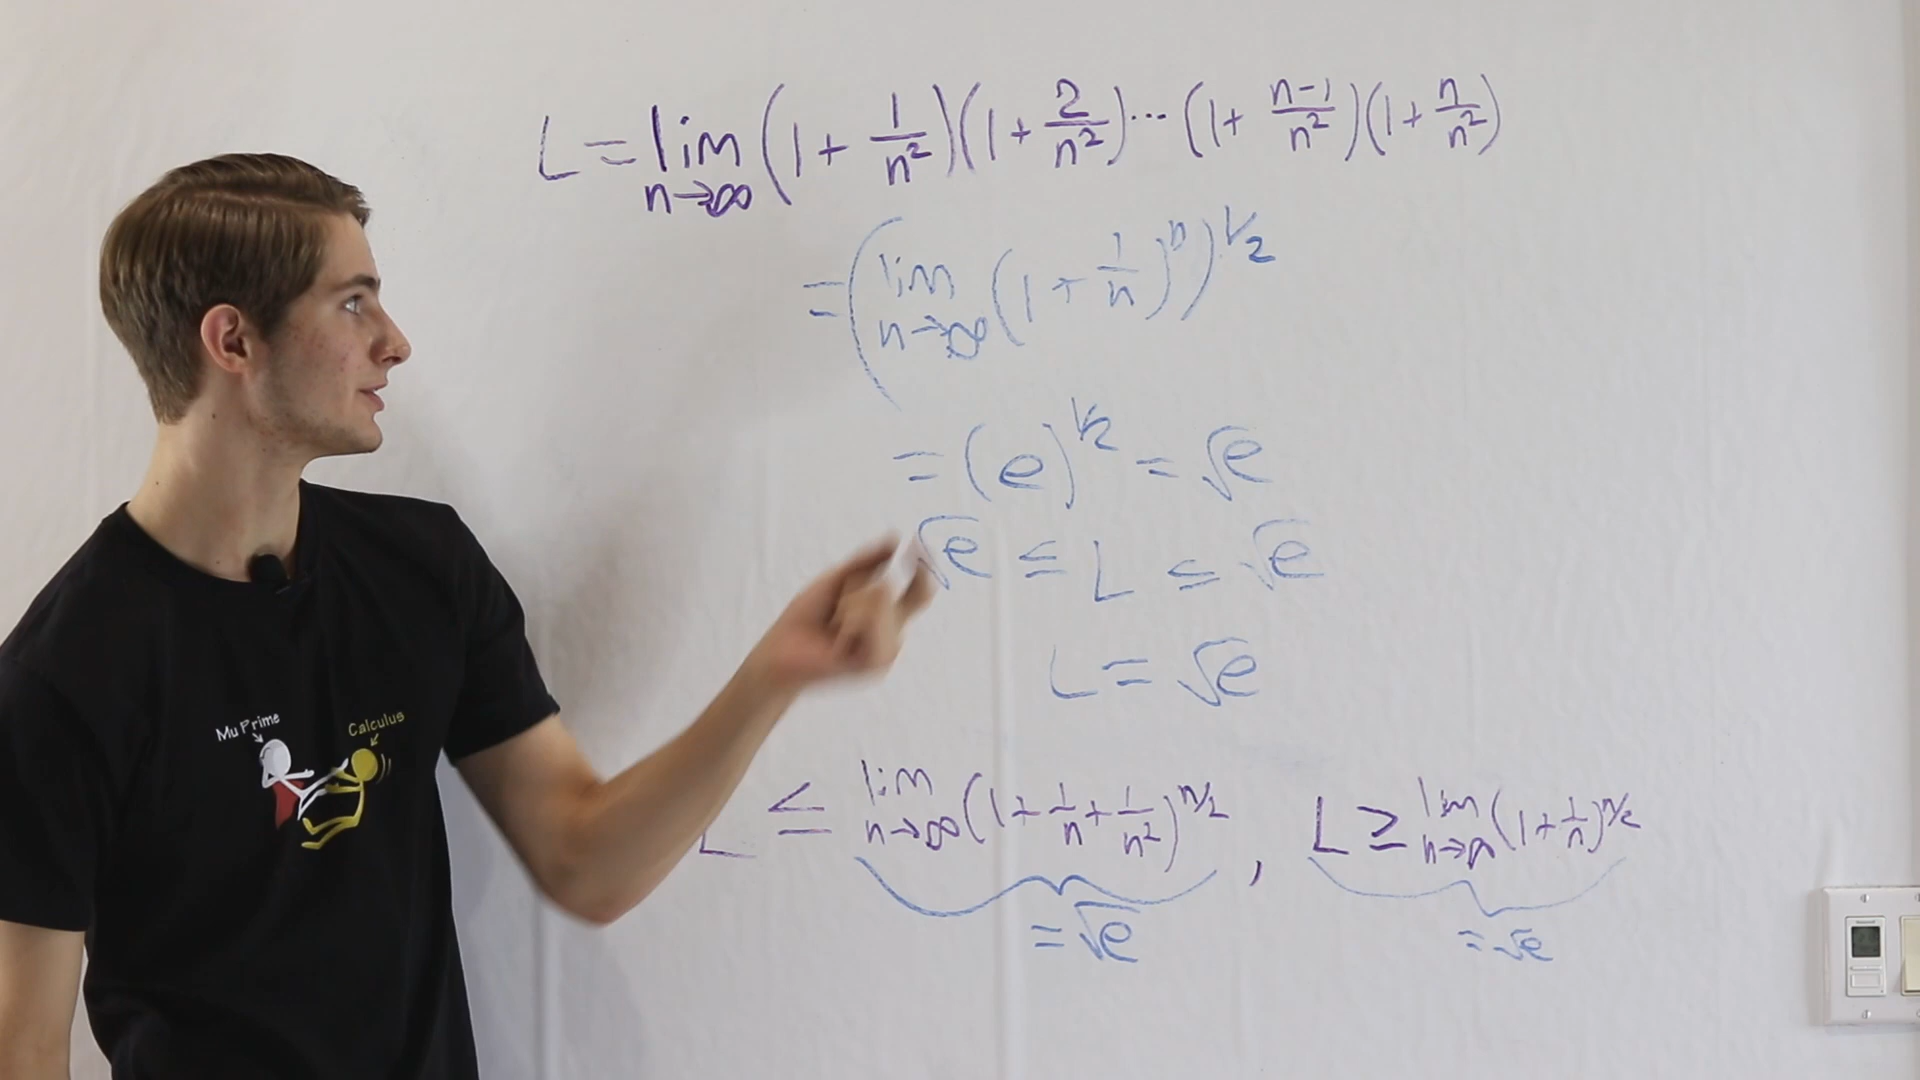 L = lim n→∞ (1 + 1/n²)(1 + 2/n²)⋯(1 + n-1/n²)(1 + n/n²)
= (lim n→∞ (1 + 1/n)ⁿ)^1/2
= (e)^1/2 = √e
√e ≤ L ≤ √e
L = √e
Mu Prime
Calculus
L ≤ lim n→∞ (1 + 1/n + 1/n²)^n/2 , L ≥ lim n→∞ (1 + 1/n)^n/2
= √e = √e